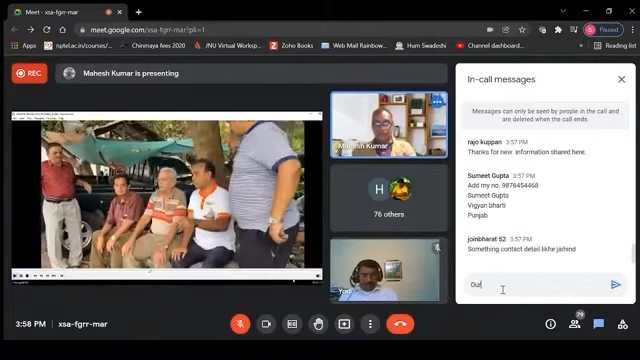 Meet - xsa-fgrr-mar
meet.google.com/xsa-fgrr-mar?pli=1
Paused
nptel.ac.in/courses/...
Chinmaya fees 2020
JNU Virtual Worksp...
Zoho Books
Web Mail Rainbow...
Hum Swadeshi
Channel dashboard...
Reading list
REC
Mahesh Kumar is presenting
Mahesh Kumar
H
76 others
You
In-call messages
Messages can only be seen by people in the call and
are deleted when the call ends.
rajo kuppan 3:57 PM
Thanks for new information shared here.
Sumeet Gupta 3:57 PM
Add my no. 9876454468
Sumeet Gupta
Vigyan bharti
Punjab
joinbharat 52 3:57 PM
Something contact detail likhe jaihind
Our
3:58 PM
xsa-fgrr-mar
79